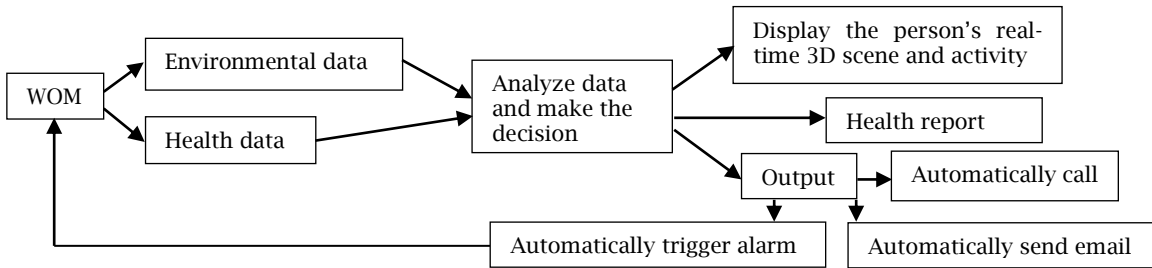 WOM
Environmental data
Health data
Analyze data
and make the
decision
Display the person's real-
time 3D scene and activity
Health report
Output
Automatically call
Automatically trigger alarm
Automatically send email